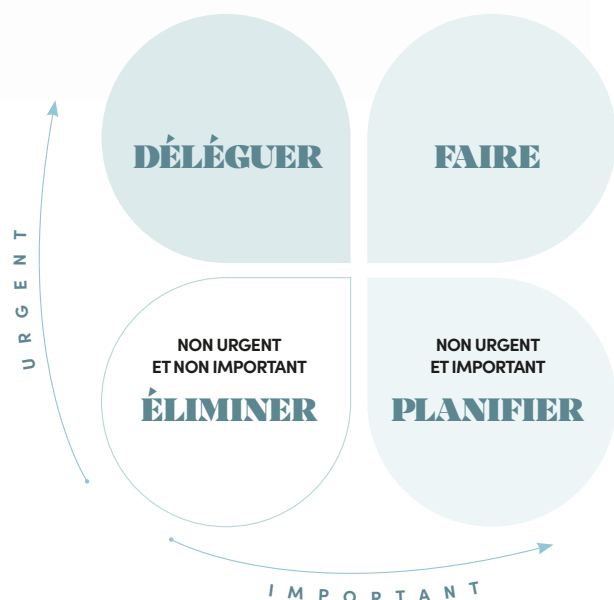 DÉLÉGUER
FAIRE
URGENT
NON URGENT
ET NON IMPORTANT
ÉLIMINER
NON URGENT
ET IMPORTANT
PLANIFIER
IMPORTANT